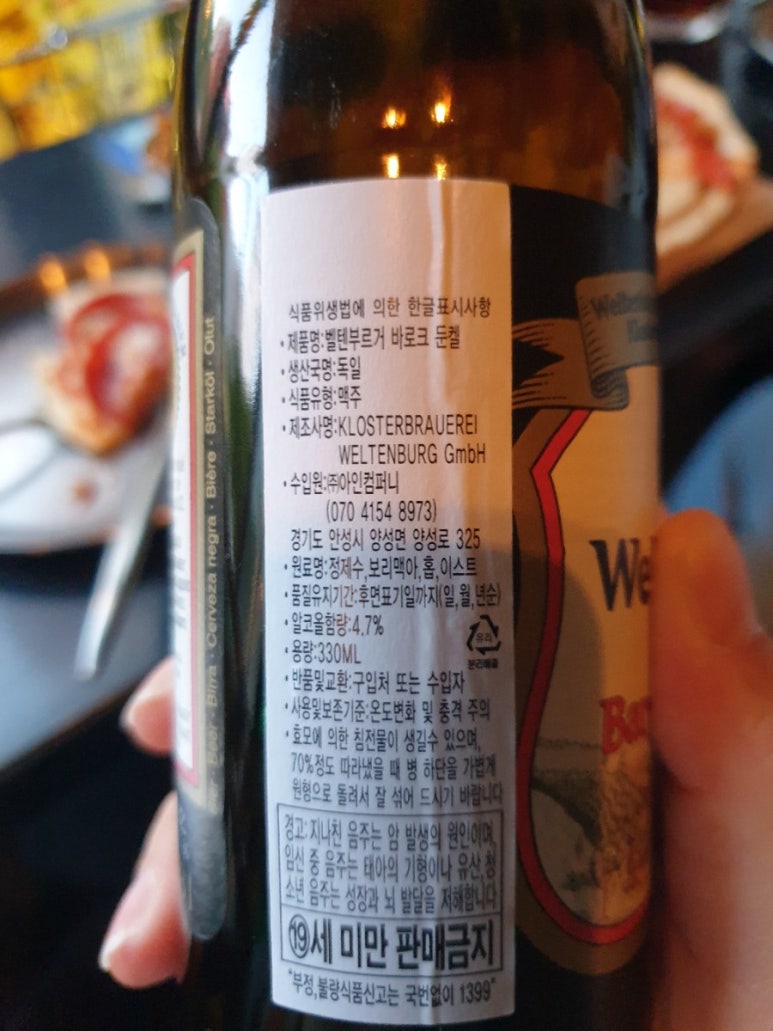 식품위생법에 의한 한글표시사항
·제품명:벨텐부르거 바로크 둔켈
·생산국명:독일
·식품유형:맥주
·제조사명:KLOSTERBRAUEREI
WELTENBURG GmbH
·수입원:㈜아인컴퍼니
(070 4154 8973)
경기도 안성시 양성면 양성로 325
·원료명:정제수,보리맥아,홉,이스트
·품질유지기간:후면표기일까지(일,월,년순)
·알코올함량:4.7%
·용량:330ML
유리
분리배출
·반품및교환:구입처 또는 수입자
·사용및보존기준:온도변화 및 충격 주의
·효모에 의한 침전물이 생길수 있으며,
70%정도 따라냈을 때 병 하단을 가볍게
원형으로 돌려서 잘 섞어 드시기 바랍니다
경고:지나친 음주는 암 발생의 원인이며,
임신 중 음주는 태아의 기형이나 유산,청
소년 음주는 성장과 뇌 발달을 저해합니다
⑲세 미만 판매금지
"부정,불량식품신고는 국번없이 1399"
Beer · Birra · Cerveza negra · Bière · Starköl · Olut
We